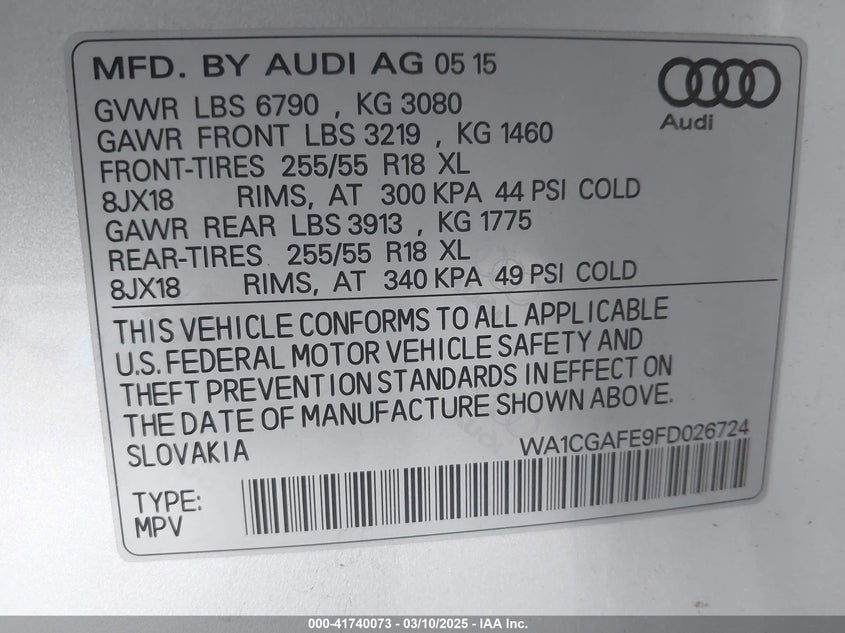 MFD. BY AUDI AG 05 15
Audi
GVWR LBS 6790 , KG 3080
GAWR FRONT LBS 3219 , KG 1460
FRONT-TIRES 255/55 R18 XL
8JX18 RIMS, AT 300 KPA 44 PSI COLD
GAWR REAR LBS 3913 , KG 1775
REAR-TIRES 255/55 R18 XL
8JX18 RIMS, AT 340 KPA 49 PSI COLD
THIS VEHICLE CONFORMS TO ALL APPLICABLE
U.S. FEDERAL MOTOR VEHICLE SAFETY AND
THEFT PREVENTION STANDARDS IN EFFECT ON
THE DATE OF MANUFACTURE SHOWN ABOVE.
SLOVAKIA
WA1CGAFE9FD026724
TYPE:
MPV
000-41740073 - 03/10/2025 - IAA Inc.